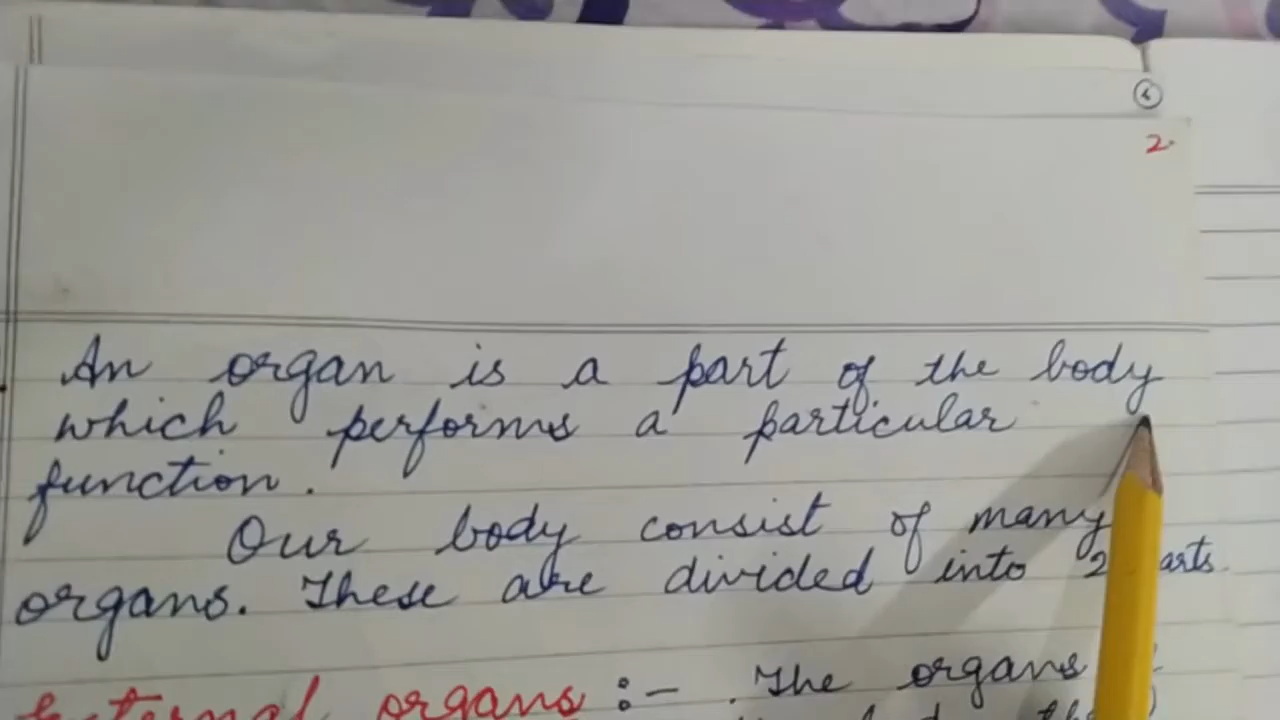 2.
An organ is a part of the body
which performs a particular
function.
Our body consist of many
organs. These are divided into 2
organs :- The organs